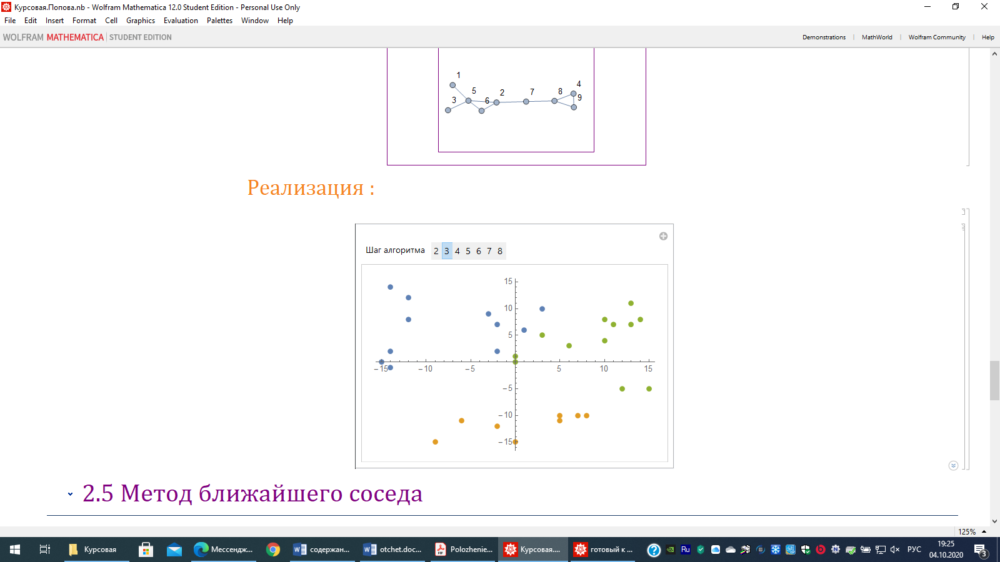 Курсовая.Попова.nb - Wolfram Mathematica 12.0 Student Edition - Personal Use Only
File Edit Insert Format Cell Graphics Evaluation Palettes Window Help
WOLFRAM MATHEMATICA STUDENT EDITION
Demonstrations MathWorld Wolfram Community Help
1
3
5
6
2
7
8
4
9
Реализация :
Шаг алгоритма 2 3 4 5 6 7 8
15
10
5
-15 -10 -5 5 10 15
-5
-10
-15
2.5 Метод ближайшего соседа
125%
Курсовая
Мессендж...
содержан...
otchet.doc...
Polozhenie...
Курсовая....
готовый к ...
Ru
РУС
19:25
04.10.2020
3